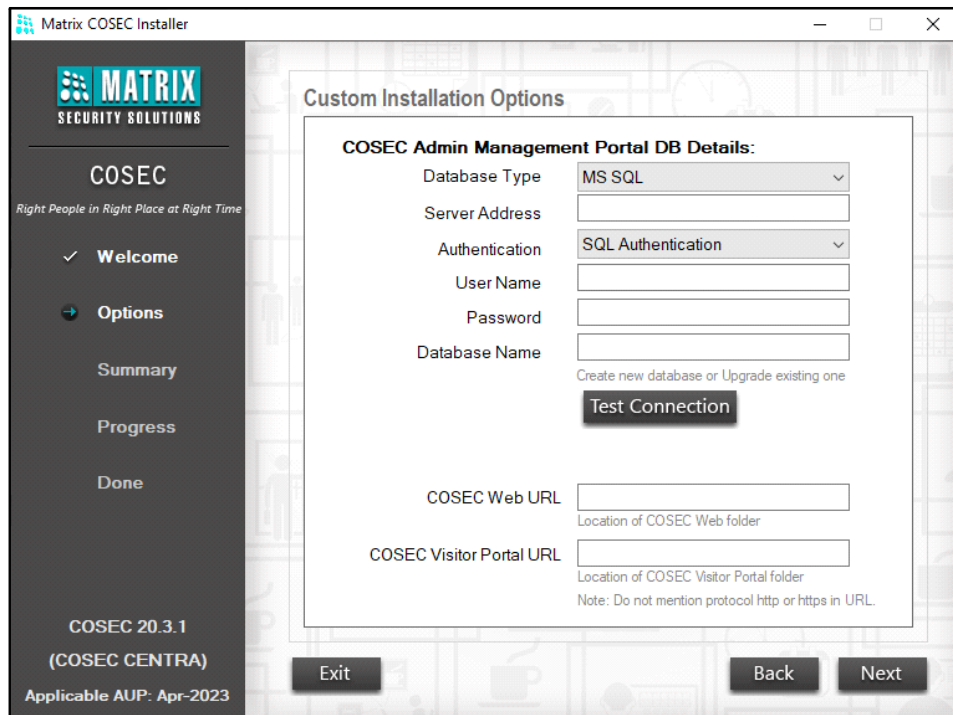 Matrix COSEC Installer
MATRIX
SECURITY SOLUTIONS
COSEC
Right People in Right Place at Right Time
Welcome
Options
Summary
Progress
Done
COSEC 20.3.1
(COSEC CENTRA)
Applicable AUP: Apr-2023
Custom Installation Options
COSEC Admin Management Portal DB Details:
Database Type MS SQL
Server Address
Authentication SQL Authentication
User Name
Password
Database Name
Create new database or Upgrade existing one
Test Connection
COSEC Web URL
Location of COSEC Web folder
COSEC Visitor Portal URL
Location of COSEC Visitor Portal folder
Note: Do not mention protocol http or https in URL.
Exit Back Next